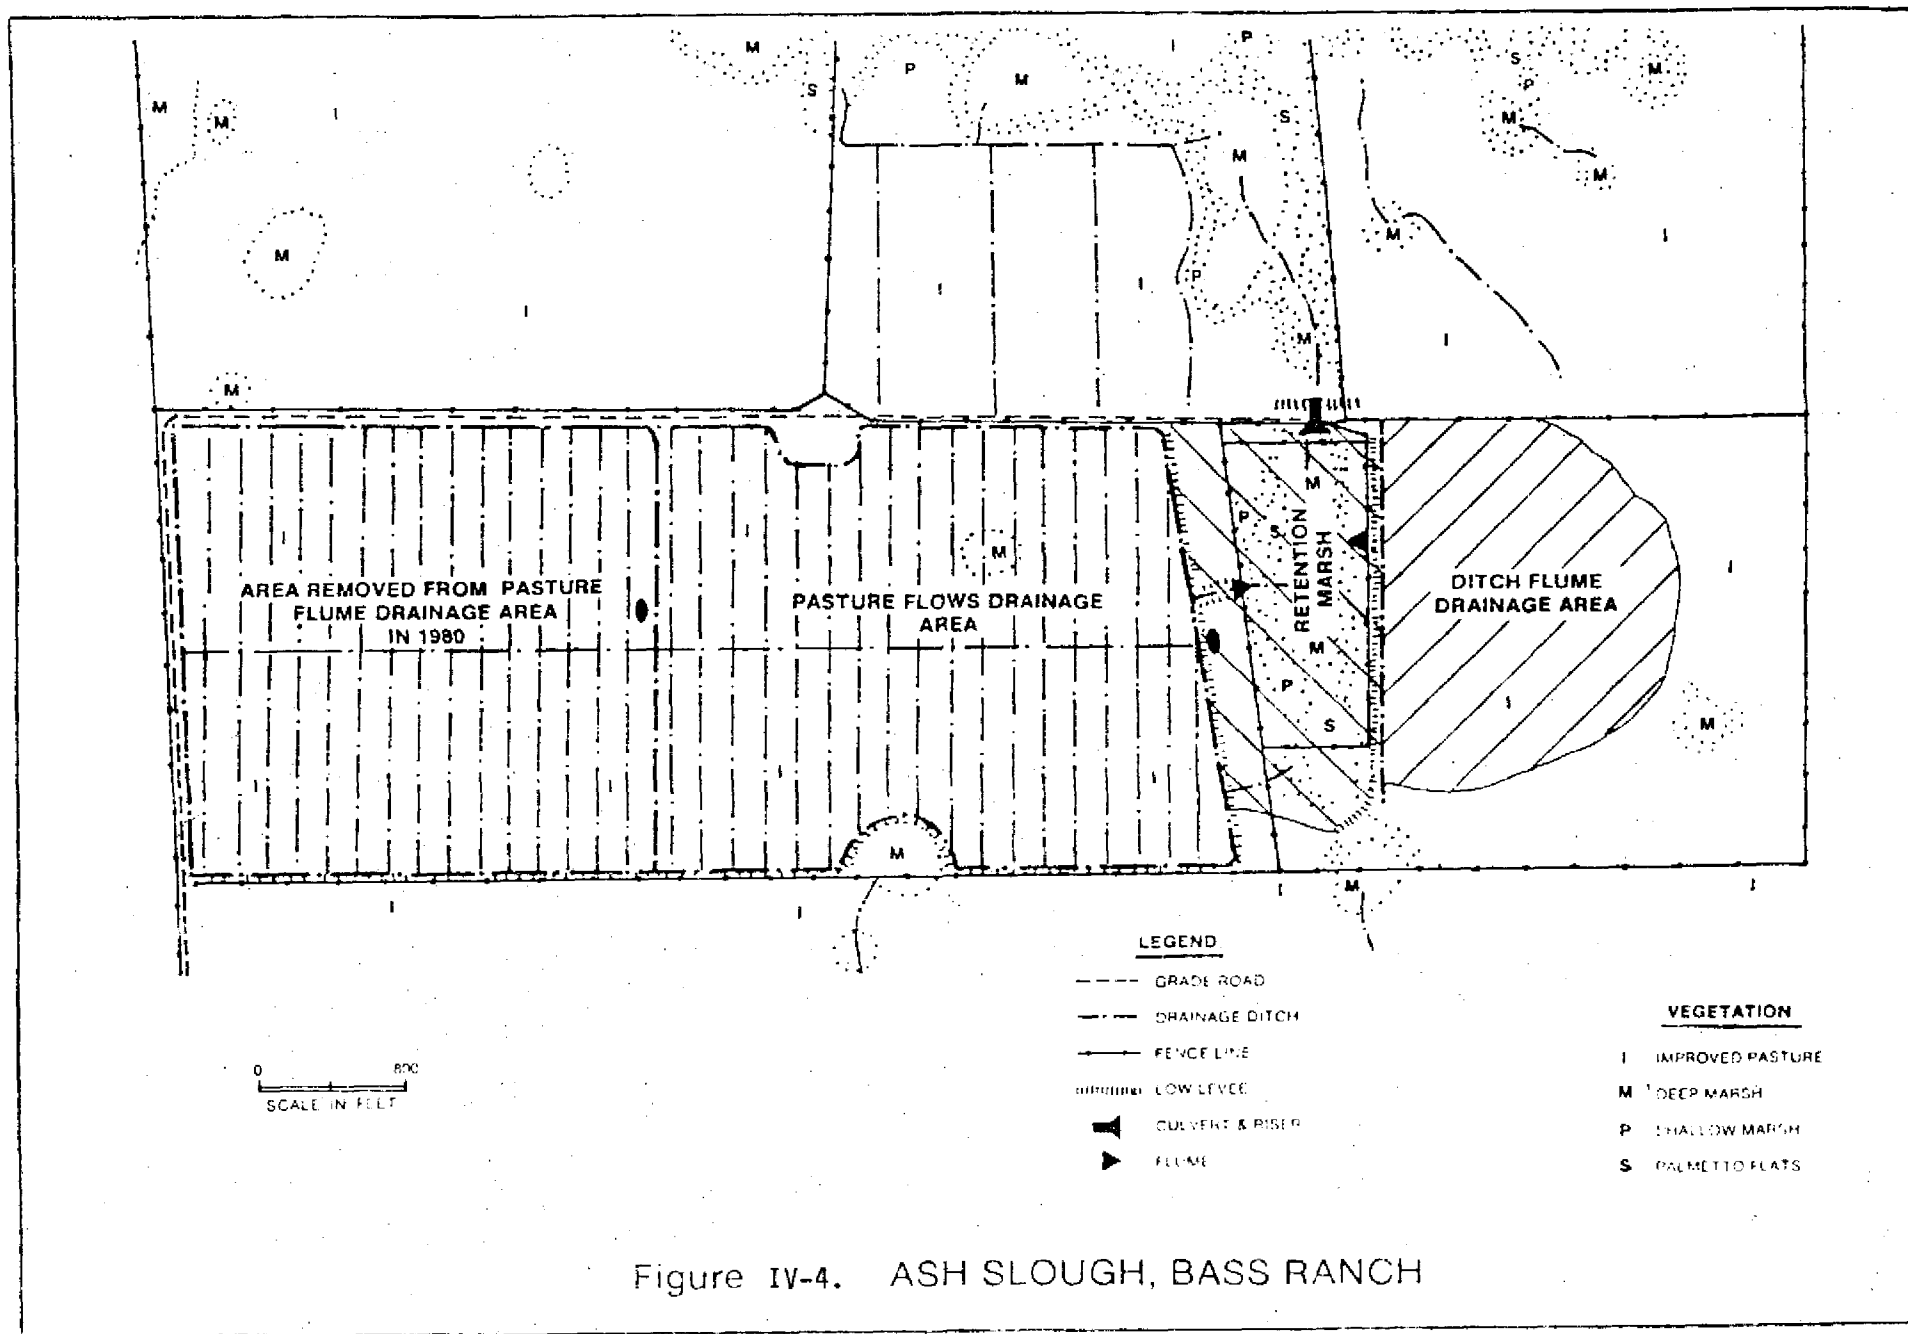 M
P
M
I
P
S
P
M
S
M
M
I
S
M
M
M
M
M
P
M
I
I
I
I
M
I
M
M
I
M
P
S
RETENTION
MARSH
M
I
I
AREA REMOVED FROM PASTURE
FLUME DRAINAGE AREA
IN 1980
PASTURE FLOWS DRAINAGE
AREA
DITCH FLUME
DRAINAGE AREA
M
P
S
I
M
I
I
I
I
M
M
I
I
I
I
LEGEND
GRADE ROAD
DRAINAGE DITCH
FENCE LINE
LOW LEVEE
CULVERT & RISER
FLUME
VEGETATION
I IMPROVED PASTURE
M DEEP MARSH
P SHALLOW MARSH
S PALMETTO FLATS
0 800
SCALE IN FEET
Figure IV-4. ASH SLOUGH, BASS RANCH